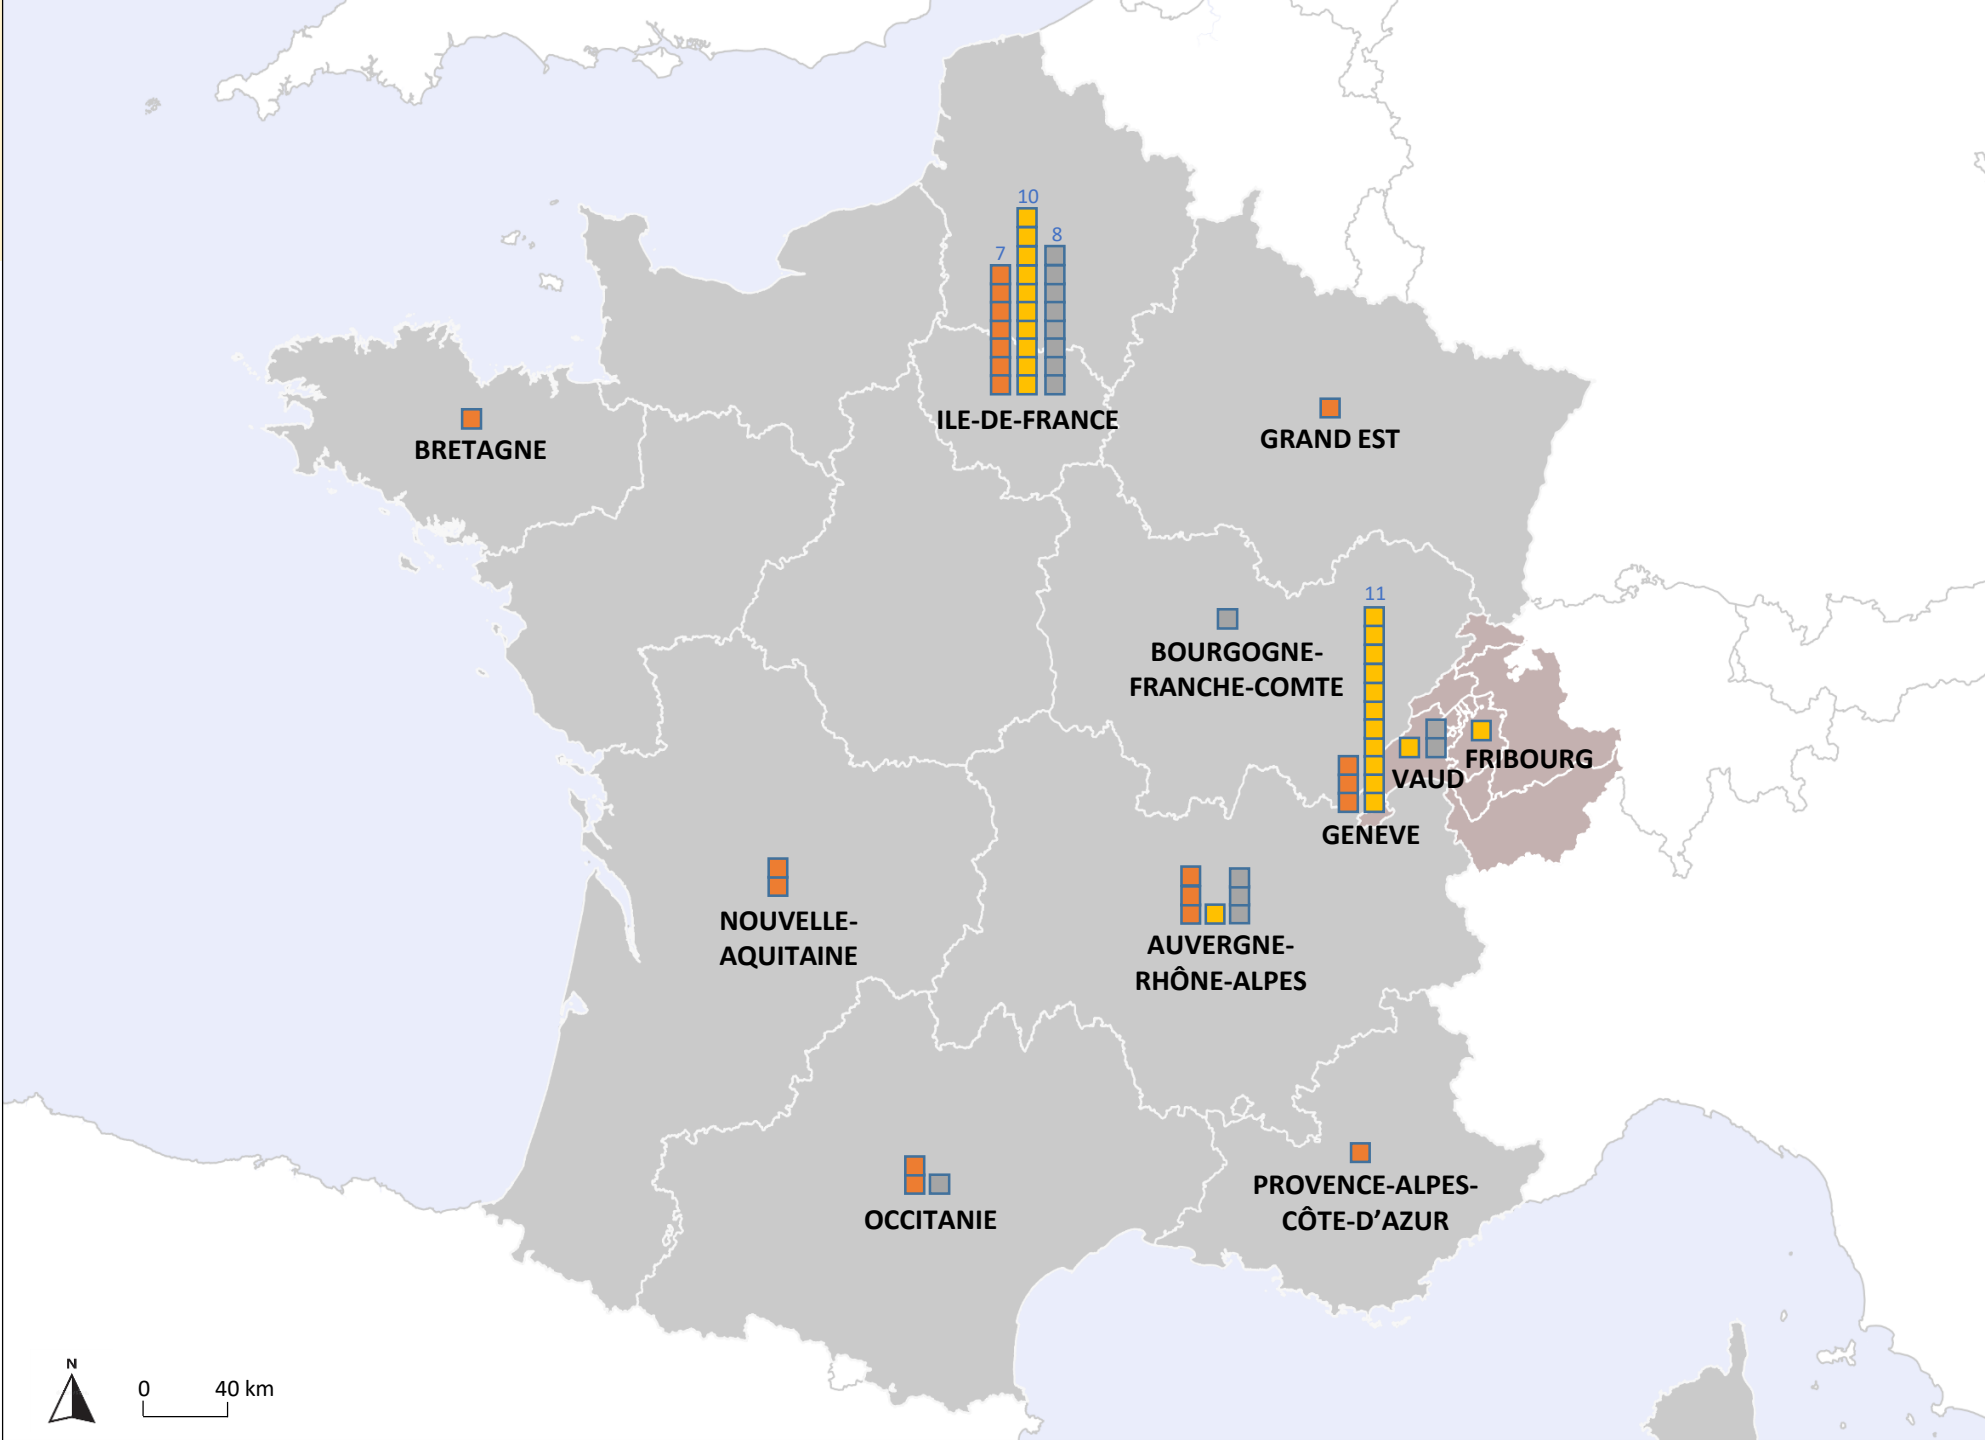 10
8
7
ILE-DE-FRANCE
BRETAGNE
GRAND EST
11
BOURGOGNE-
FRANCHE-COMTE
FRIBOURG
VAUD
GENEVE
NOUVELLE-
AQUITAINE
AUVERGNE-
RHÔNE-ALPES
PROVENCE-ALPES-
CÔTE-D’AZUR
OCCITANIE
N
0 40 km